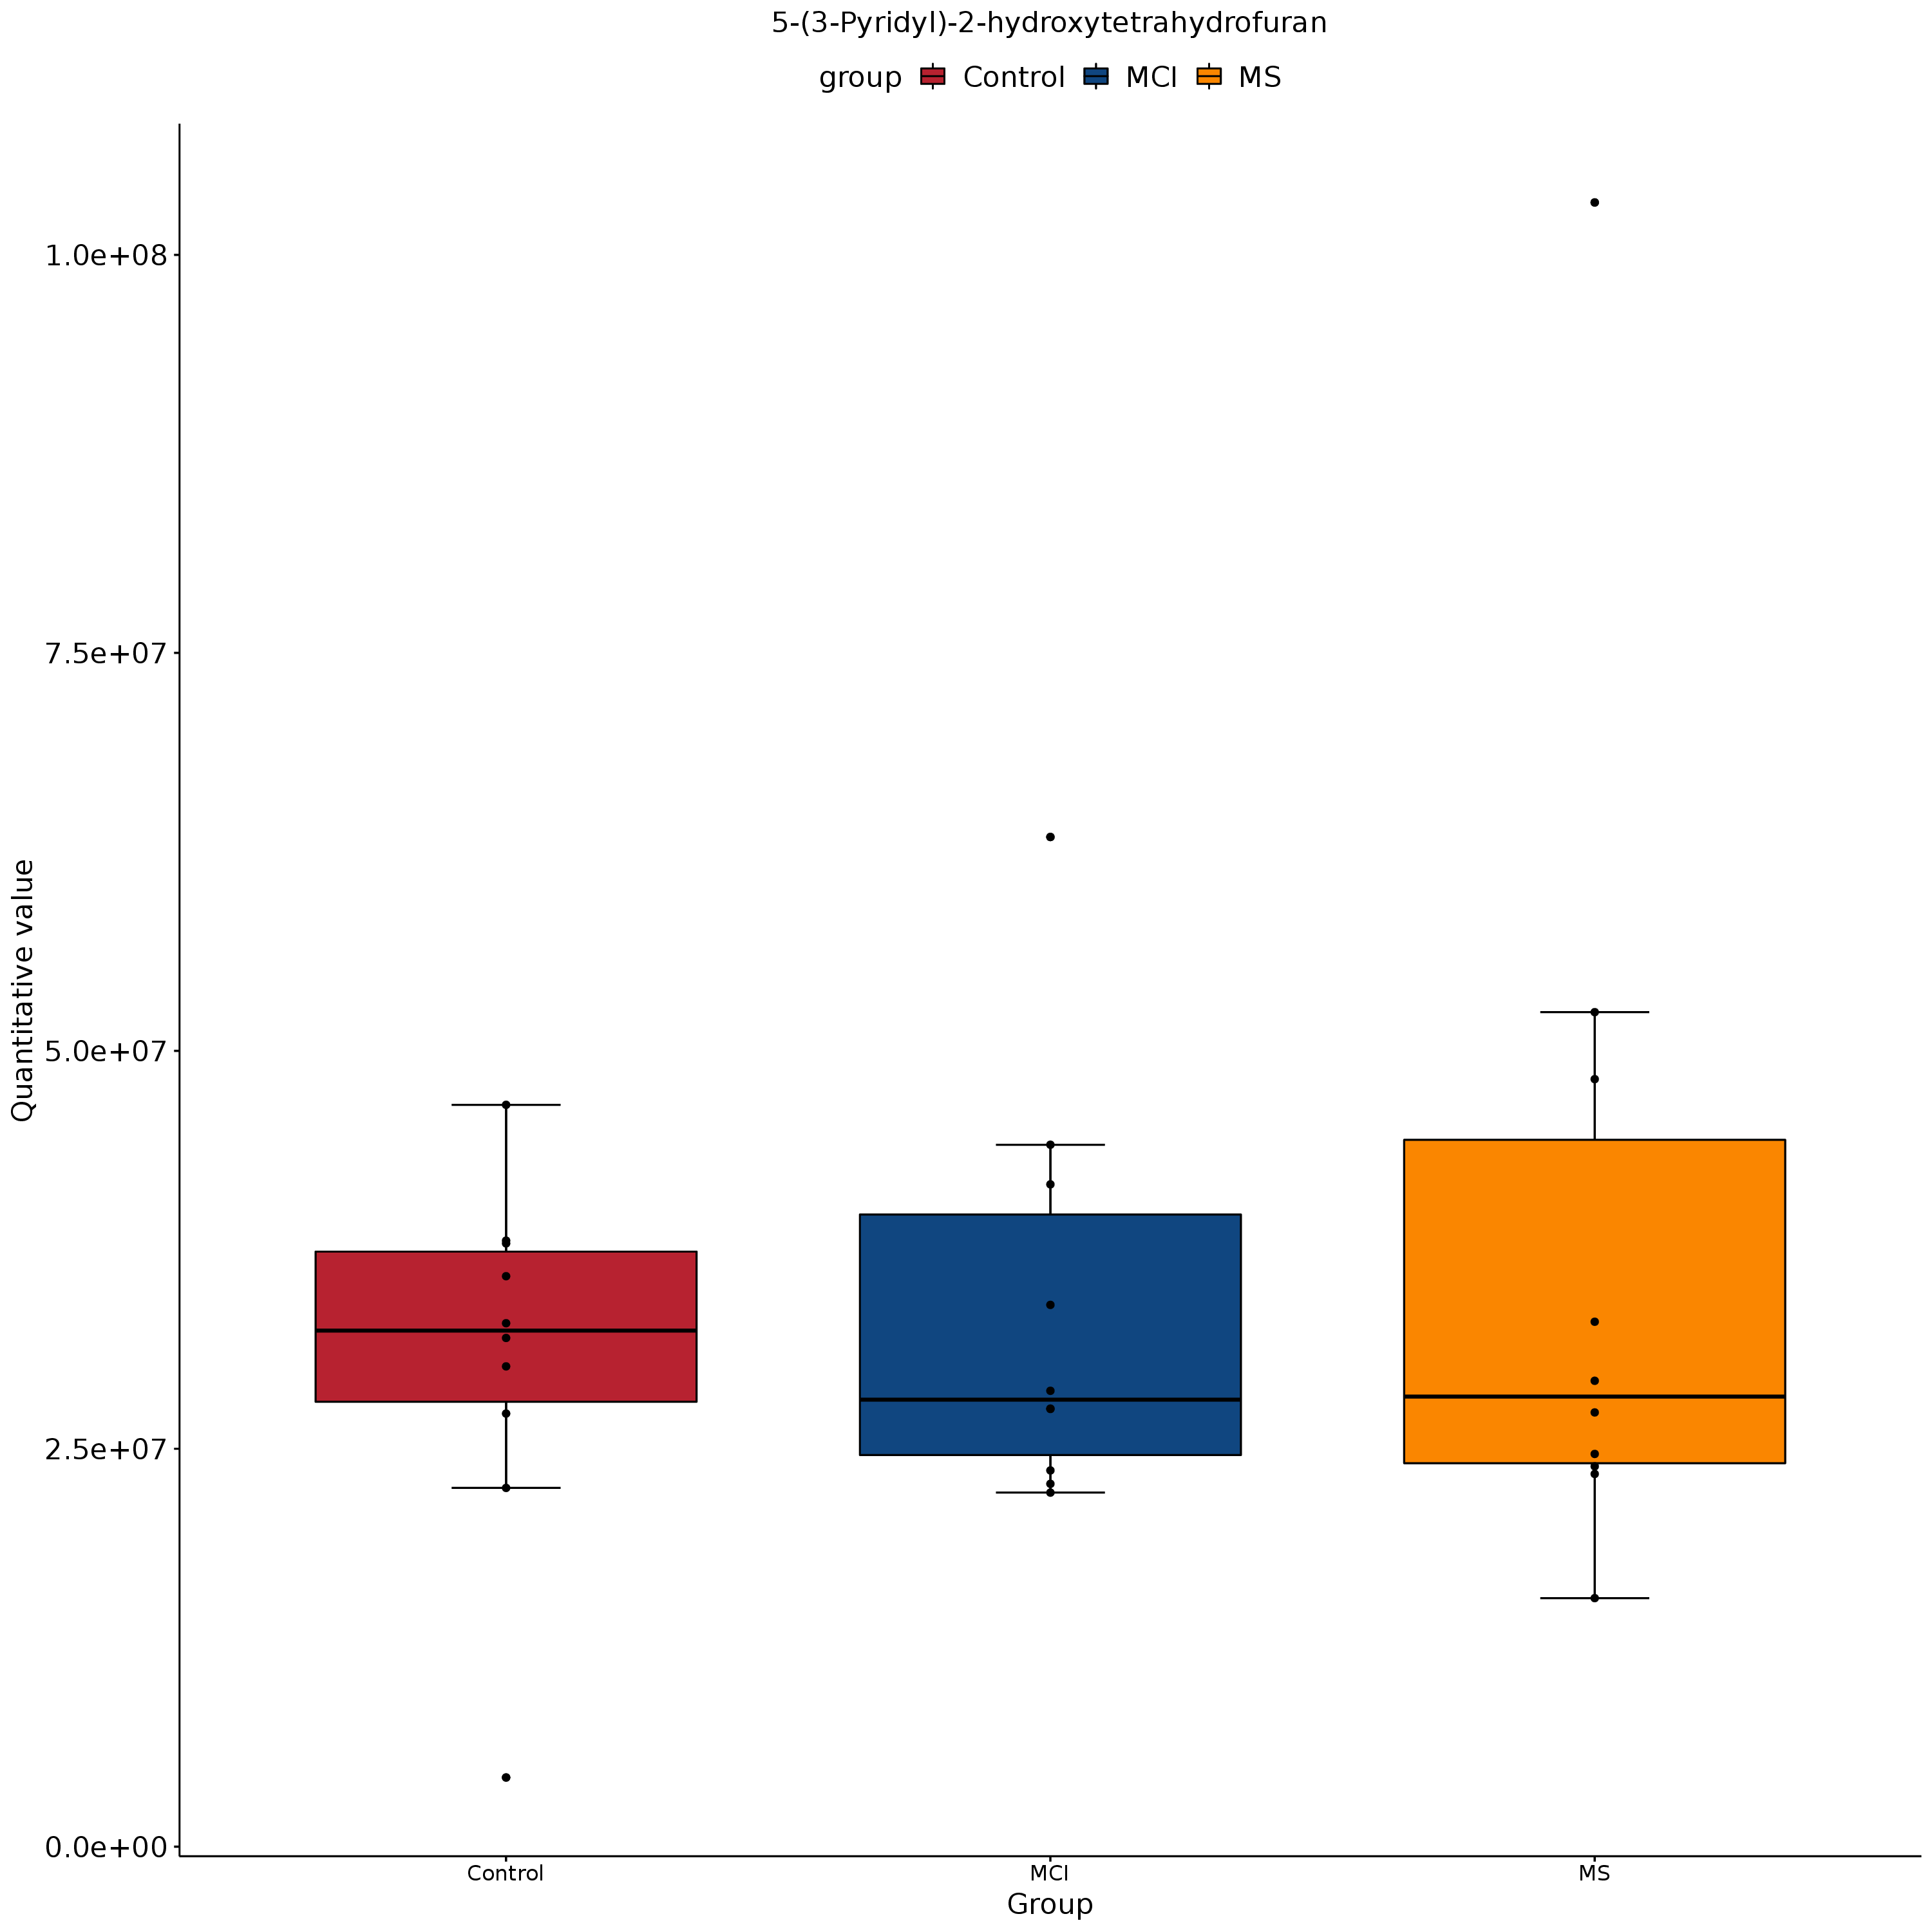 5-(3-Pyridyl)-2-hydroxytetrahydrofuran
group Control MCI MS
1.0e+08
7.5e+07
5.0e+07
2.5e+07
0.0e+00
Quantitative value
Control MCI MS
Group